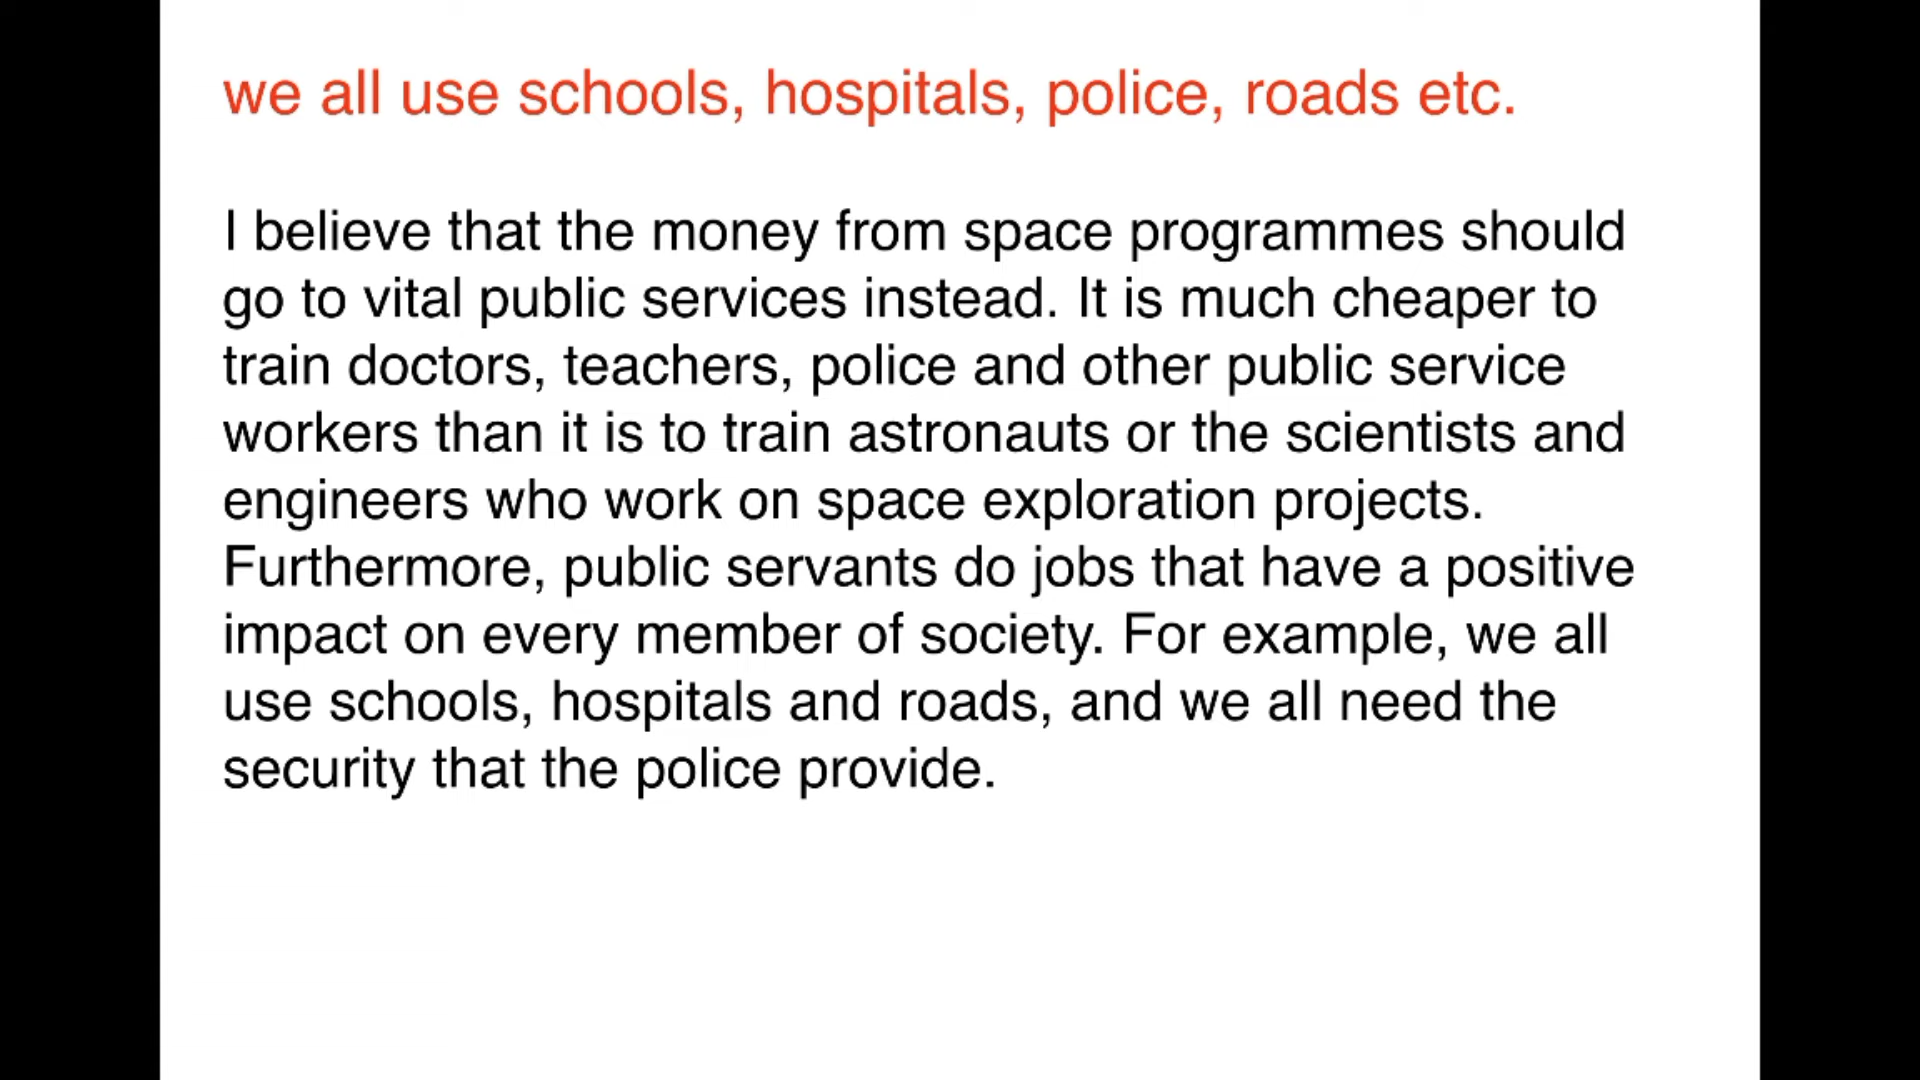 we all use schools, hospitals, police, roads etc.
I believe that the money from space programmes should
go to vital public services instead. It is much cheaper to
train doctors, teachers, police and other public service
workers than it is to train astronauts or the scientists and
engineers who work on space exploration projects.
Furthermore, public servants do jobs that have a positive
impact on every member of society. For example, we all
use schools, hospitals and roads, and we all need the
security that the police provide.